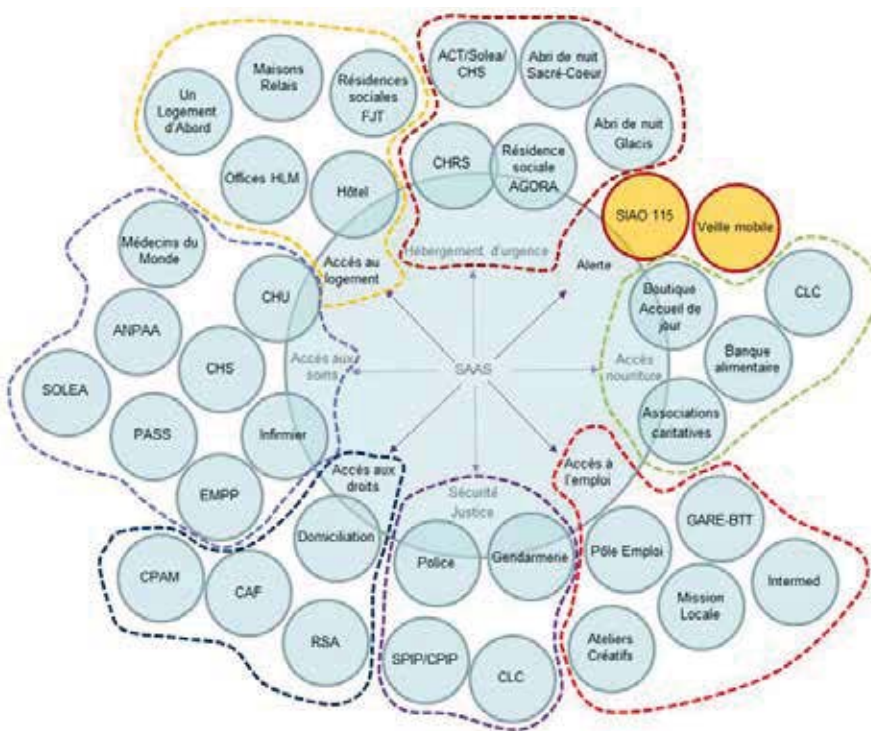 Un
Logement
d'Abord
Maisons
Relais
Résidences
sociales
FJT
Offices HLM
Hôtel
Accès au
logement
ACT/Solea/
CHS
Abri de nuit
Sacré-Coeur
Abri de nuit
Glacis
CHRS
Résidence
sociale
AGORA
Hébergement d'urgence
SIAO 115
Veille mobile
Alerte
Médecins du
Monde
CHU
ANPAA
CHS
SOLEA
PASS
Infirmier
EMPP
Accès aux
soins
SAAS
Accès
nourriture
Boutique
Accueil de
jour
CLC
Banque
alimentaire
Associations
caritatives
Accès aux
droits
Domiciliation
CPAM
CAF
RSA
Sécurité
Justice
Police
Gendarmerie
SPIP/CPIP
CLC
Accès à
l'emploi
Pôle Emploi
GARE-BTT
Intermed
Mission
Locale
Ateliers
Créatifs